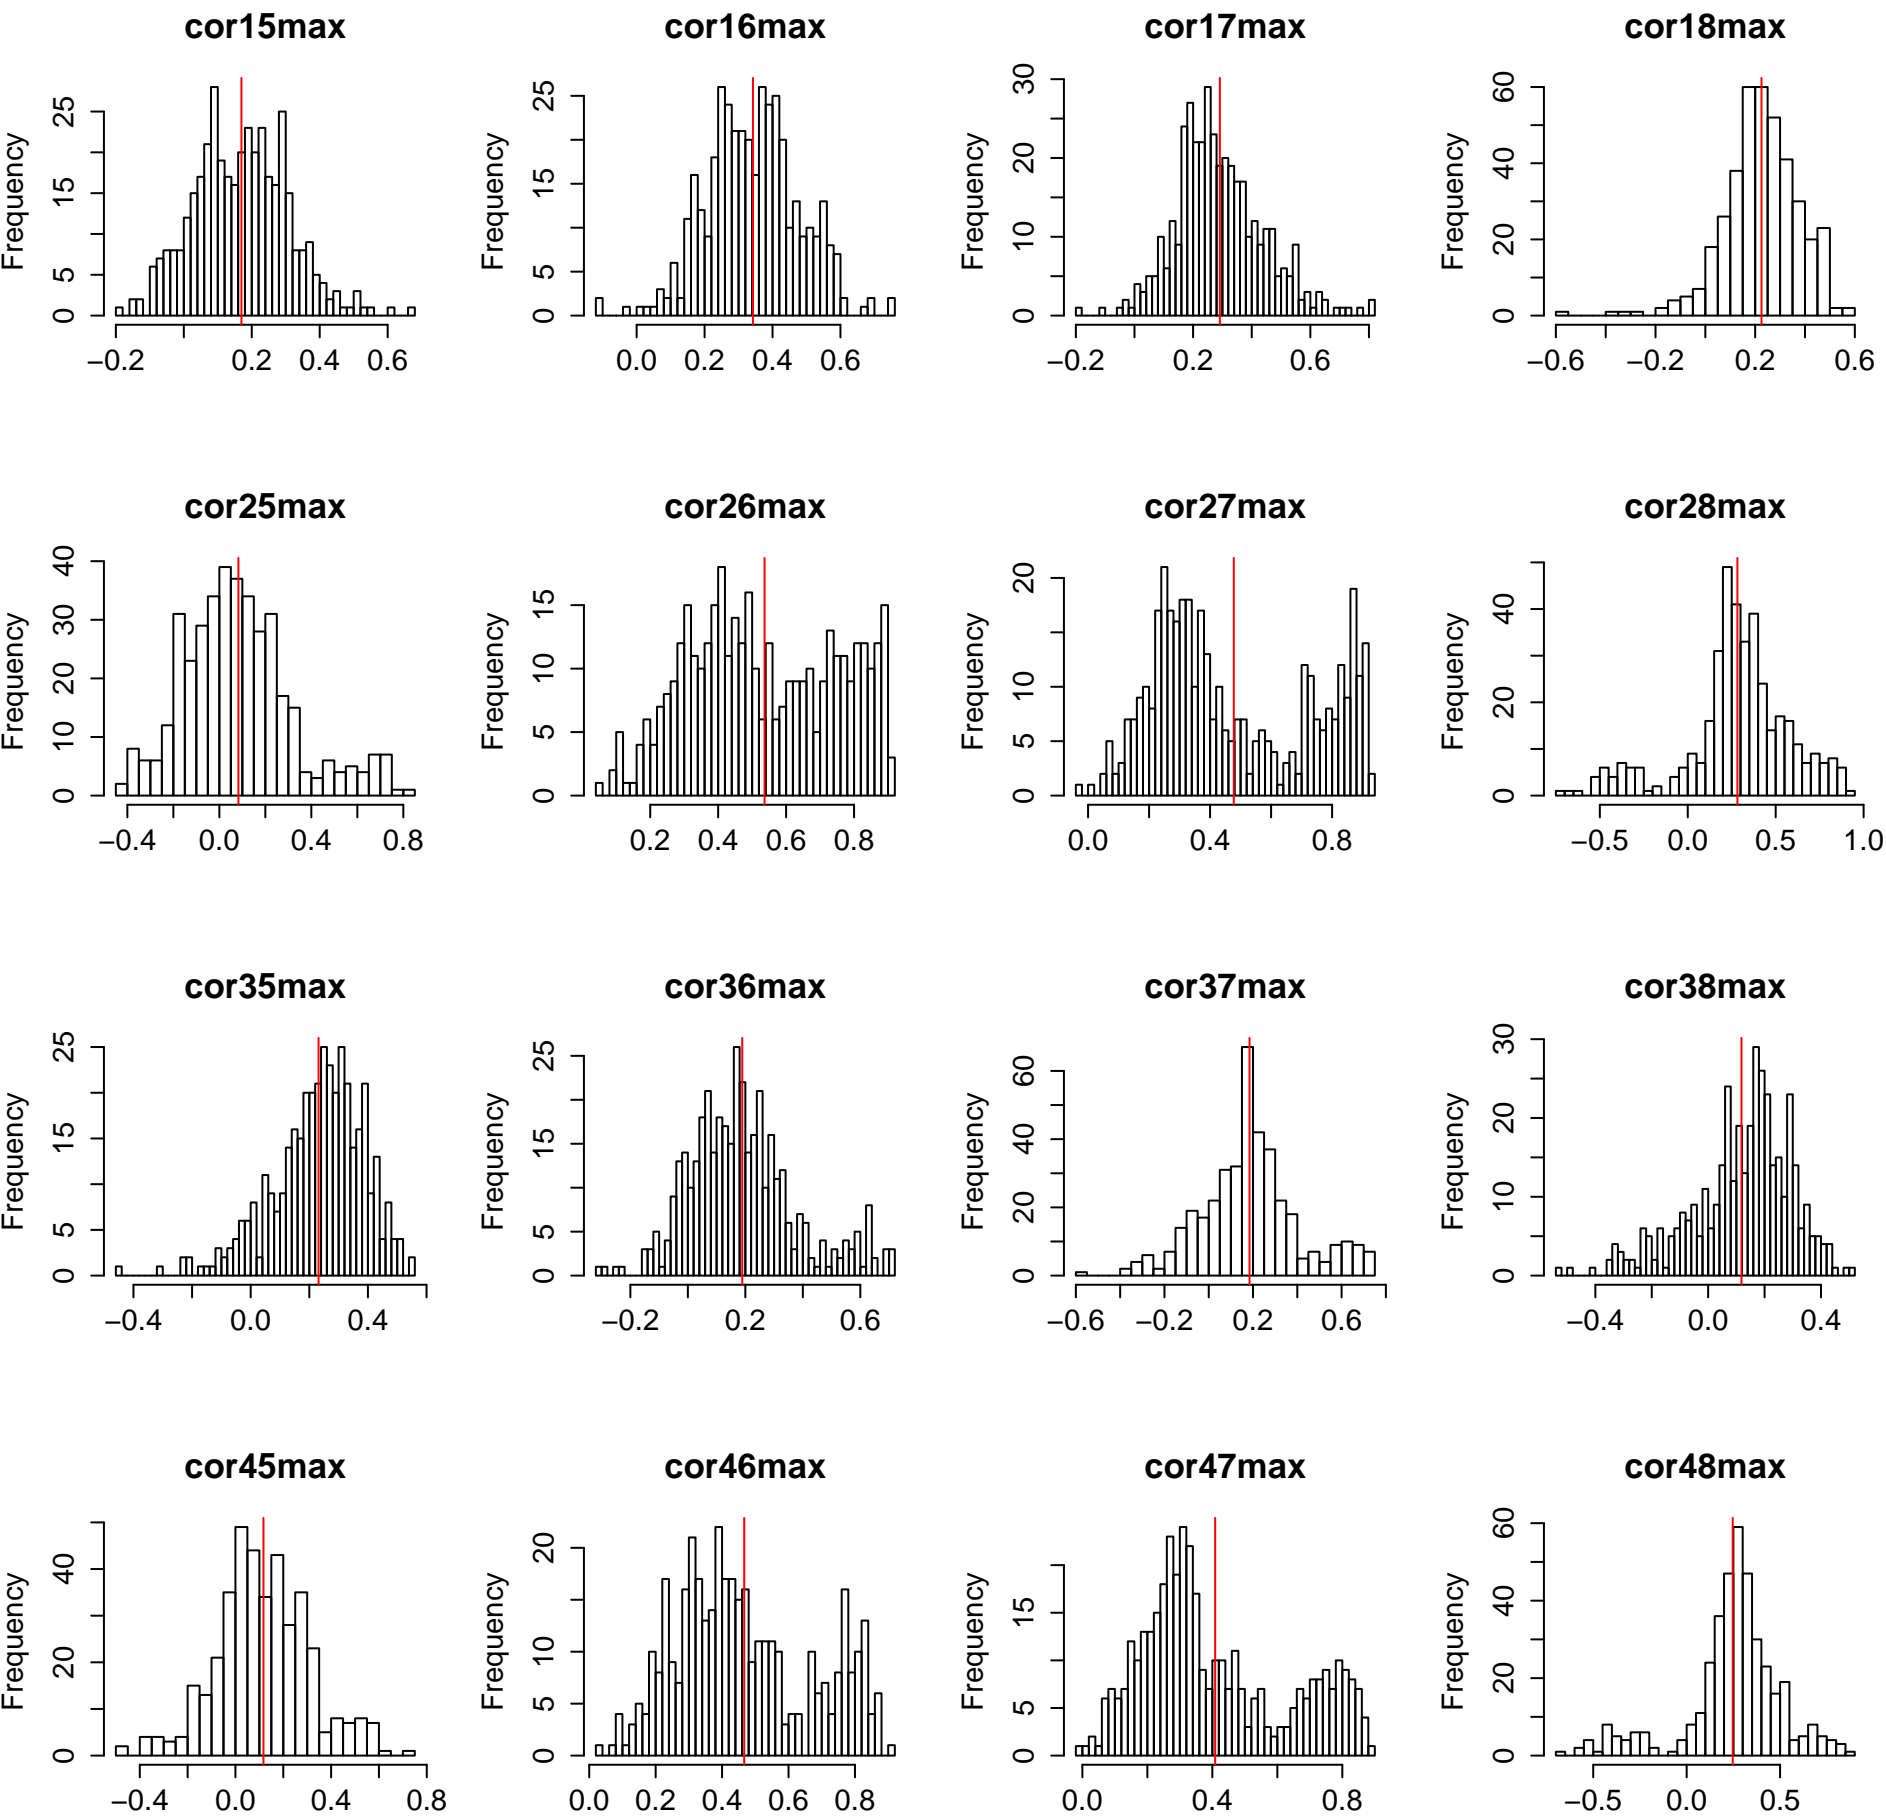 cor15max cor16max cor17max cor18max
Frequency 0 5 15 25 Frequency 0 5 15 25 Frequency 0 10 20 30 Frequency 0 20 40 60
−0.2 0.2 0.4 0.6 0.0 0.2 0.4 0.6 −0.2 0.2 0.6 −0.6 −0.2 0.2 0.6
cor25max cor26max cor27max cor28max
Frequency 0 10 20 30 40 Frequency 0 5 10 15 Frequency 0 5 10 20 Frequency 0 20 40
−0.4 0.0 0.4 0.8 0.2 0.4 0.6 0.8 0.0 0.4 0.8 −0.5 0.0 0.5 1.0
cor35max cor36max cor37max cor38max
Frequency 0 5 15 25 Frequency 0 5 15 25 Frequency 0 20 40 60 Frequency 0 10 20 30
−0.4 0.0 0.4 −0.2 0.2 0.6 −0.6 −0.2 0.2 0.6 −0.4 0.0 0.4
cor45max cor46max cor47max cor48max
Frequency 0 20 40 Frequency 0 5 10 20 Frequency 0 5 15 Frequency 0 20 40 60
−0.4 0.0 0.4 0.8 0.0 0.2 0.4 0.6 0.8 0.0 0.4 0.8 −0.5 0.0 0.5